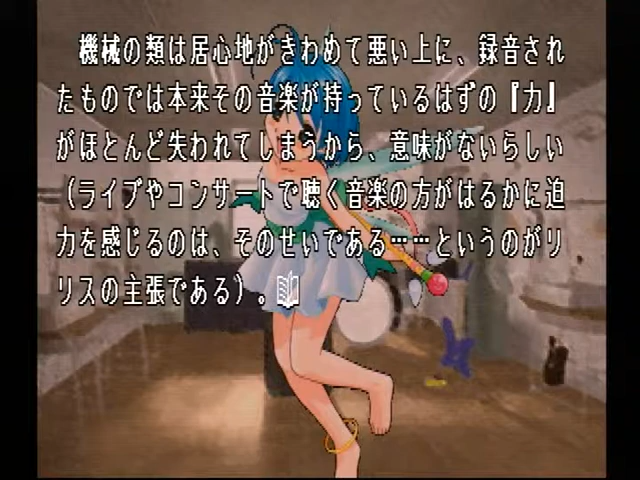 機械の類は居心地がきわめて悪い上に、録音され
たものでは本来その音楽が持っているはずの『力』
がほとんど失われてしまうから、意味がないらしい
（ライブやコンサートで聴く音楽の方がはるかに迫
力を感じるのは、そのせいである……というのがリ
リスの主張である）。